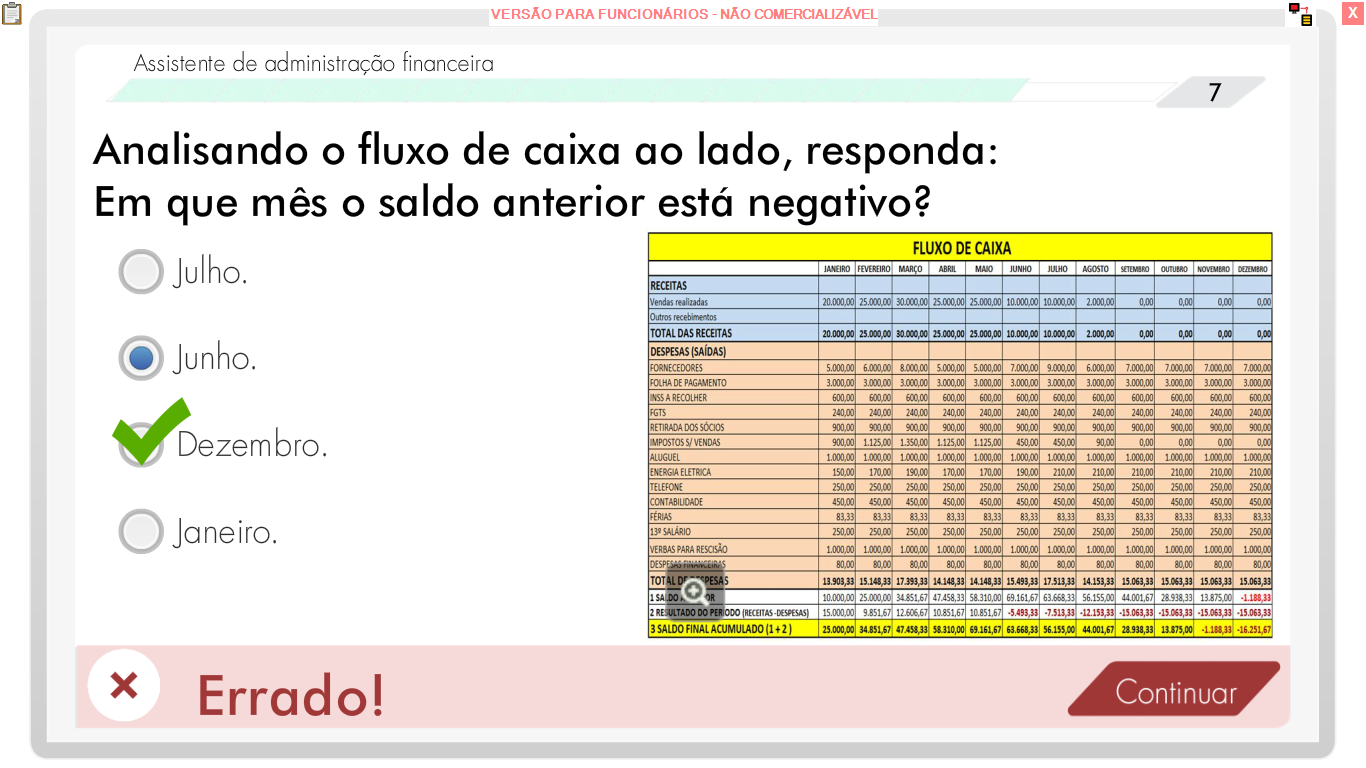 VERSÃO PARA FUNCIONÁRIOS - NÃO COMERCIALIZÁVEL
X
Assistente de administração financeira
7
Analisando o fluxo de caixa ao lado, responda:
Em que mês o saldo anterior está negativo?
Julho.
Junho.
Dezembro.
Janeiro.
FLUXO DE CAIXA
JANEIRO FEVEREIRO MARÇO ABRIL MAIO JUNHO JULHO AGOSTO SETEMBRO OUTUBRO NOVEMBRO DEZEMBRO
RECEITAS
Vendas realizadas 20.000,00 25.000,00 30.000,00 25.000,00 25.000,00 10.000,00 10.000,00 2.000,00 0,00 0,00 0,00 0,00
Outros recebimentos
TOTAL DAS RECEITAS 20.000,00 25.000,00 30.000,00 25.000,00 25.000,00 10.000,00 10.000,00 2.000,00 0,00 0,00 0,00 0,00
DESPESAS (SAÍDAS)
FORNECEDORES 5.000,00 6.000,00 8.000,00 5.000,00 5.000,00 7.000,00 9.000,00 6.000,00 7.000,00 7.000,00 7.000,00 7.000,00
FOLHA DE PAGAMENTO 3.000,00 3.000,00 3.000,00 3.000,00 3.000,00 3.000,00 3.000,00 3.000,00 3.000,00 3.000,00 3.000,00 3.000,00
INSS A RECOLHER 600,00 600,00 600,00 600,00 600,00 600,00 600,00 600,00 600,00 600,00 600,00 600,00
FGTS 240,00 240,00 240,00 240,00 240,00 240,00 240,00 240,00 240,00 240,00 240,00 240,00
RETIRADA DOS SÓCIOS 900,00 900,00 900,00 900,00 900,00 900,00 900,00 900,00 900,00 900,00 900,00 900,00
IMPOSTOS S/ VENDAS 900,00 1.125,00 1.350,00 1.125,00 1.125,00 450,00 450,00 90,00 0,00 0,00 0,00 0,00
ALUGUEL 1.000,00 1.000,00 1.000,00 1.000,00 1.000,00 1.000,00 1.000,00 1.000,00 1.000,00 1.000,00 1.000,00 1.000,00
ENERGIA ELETRICA 150,00 170,00 190,00 170,00 170,00 190,00 210,00 210,00 210,00 210,00 210,00 210,00
TELEFONE 250,00 250,00 250,00 250,00 250,00 250,00 250,00 250,00 250,00 250,00 250,00 250,00
CONTABILIDADE 450,00 450,00 450,00 450,00 450,00 450,00 450,00 450,00 450,00 450,00 450,00 450,00
FÉRIAS 83,33 83,33 83,33 83,33 83,33 83,33 83,33 83,33 83,33 83,33 83,33 83,33
13º SALÁRIO 250,00 250,00 250,00 250,00 250,00 250,00 250,00 250,00 250,00 250,00 250,00 250,00
VERBAS PARA RESCISÃO 1.000,00 1.000,00 1.000,00 1.000,00 1.000,00 1.000,00 1.000,00 1.000,00 1.000,00 1.000,00 1.000,00 1.000,00
DESPESAS FINANCEIRAS 80,00 80,00 80,00 80,00 80,00 80,00 80,00 80,00 80,00 80,00 80,00 80,00
TOTAL DE DESPESAS 13.903,33 15.148,33 17.393,33 14.148,33 14.148,33 15.493,33 17.513,33 14.153,33 15.063,33 15.063,33 15.063,33 15.063,33
1 SALDO 10.000,00 25.000,00 34.851,67 47.458,33 58.310,00 69.161,67 63.668,33 56.155,00 44.001,67 28.938,33 13.875,00 -1.188,33
2 RESULTADO DO PERÍODO (RECEITAS -DESPESAS) 15.000,00 9.851,67 12.606,67 10.851,67 10.851,67 -5.493,33 -7.513,33 -12.153,33 -15.063,33 -15.063,33 -15.063,33 -15.063,33
3 SALDO FINAL ACUMULADO (1 + 2 ) 25.000,00 34.851,67 47.458,33 58.310,00 69.161,67 63.668,33 56.155,00 44.001,67 28.938,33 13.875,00 -1.188,33 -16.251,67
Errado!
Continuar